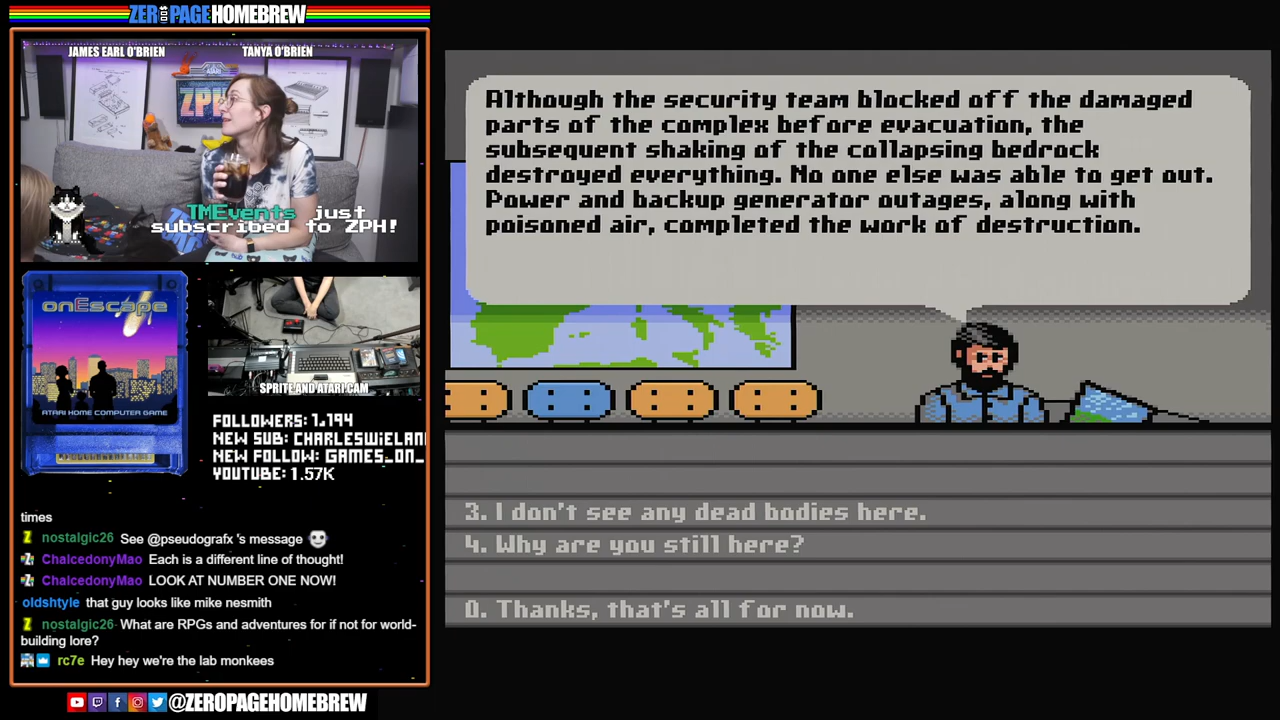 ZEROPAGE HOMEBREW
JAMES EARL O'BRIEN
TANYA O'BRIEN
ATARI
ZPH
TMEvents just
subscribed to ZPH!
onEscape
ATARI HOME COMPUTER GAME
SPRITE AND ATARI CAM
FOLLOWERS: 1,194
NEW SUB: CHARLESWIELAN
NEW FOLLOW: GAMES_ON_
YOUTUBE: 1.57K
times
nostalgic26 See @pseudografx 's message
ChalcedonyMao Each is a different line of thought!
ChalcedonyMao LOOK AT NUMBER ONE NOW!
oldshtyle that guy looks like mike nesmith
nostalgic26 What are RPGs and adventures for if not for world-
building lore?
rc7e Hey hey we're the lab monkees
@ZEROPAGEHOMEBREW
Although the security team blocked off the damaged
parts of the complex before evacuation, the
subsequent shaking of the collapsing bedrock
destroyed everything. No one else was able to get out.
Power and backup generator outages, along with
poisoned air, completed the work of destruction.
3. I don't see any dead bodies here.
4. Why are you still here?
0. Thanks, that's all for now.